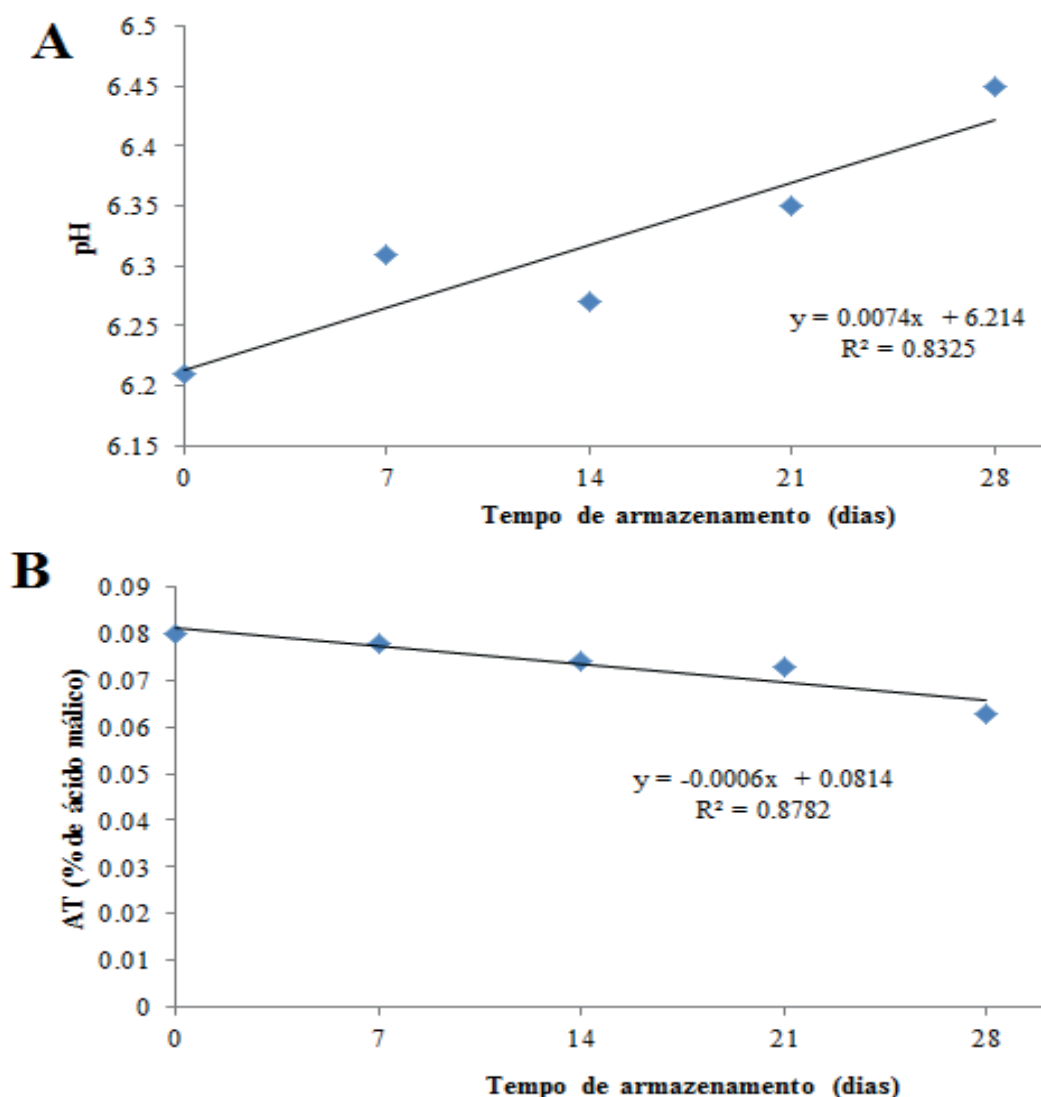 A
6.5
6.45
6.4
6.35
6.3
6.25
6.2
6.15
pH
y = 0.0074x + 6.214
R² = 0.8325
0 7 14 21 28
Tempo de armazenamento (dias)
B
0.09
0.08
0.07
0.06
0.05
0.04
0.03
0.02
0.01
0
AT (% de ácido málico)
y = -0.0006x + 0.0814
R² = 0.8782
0 7 14 21 28
Tempo de armazenamento (dias)